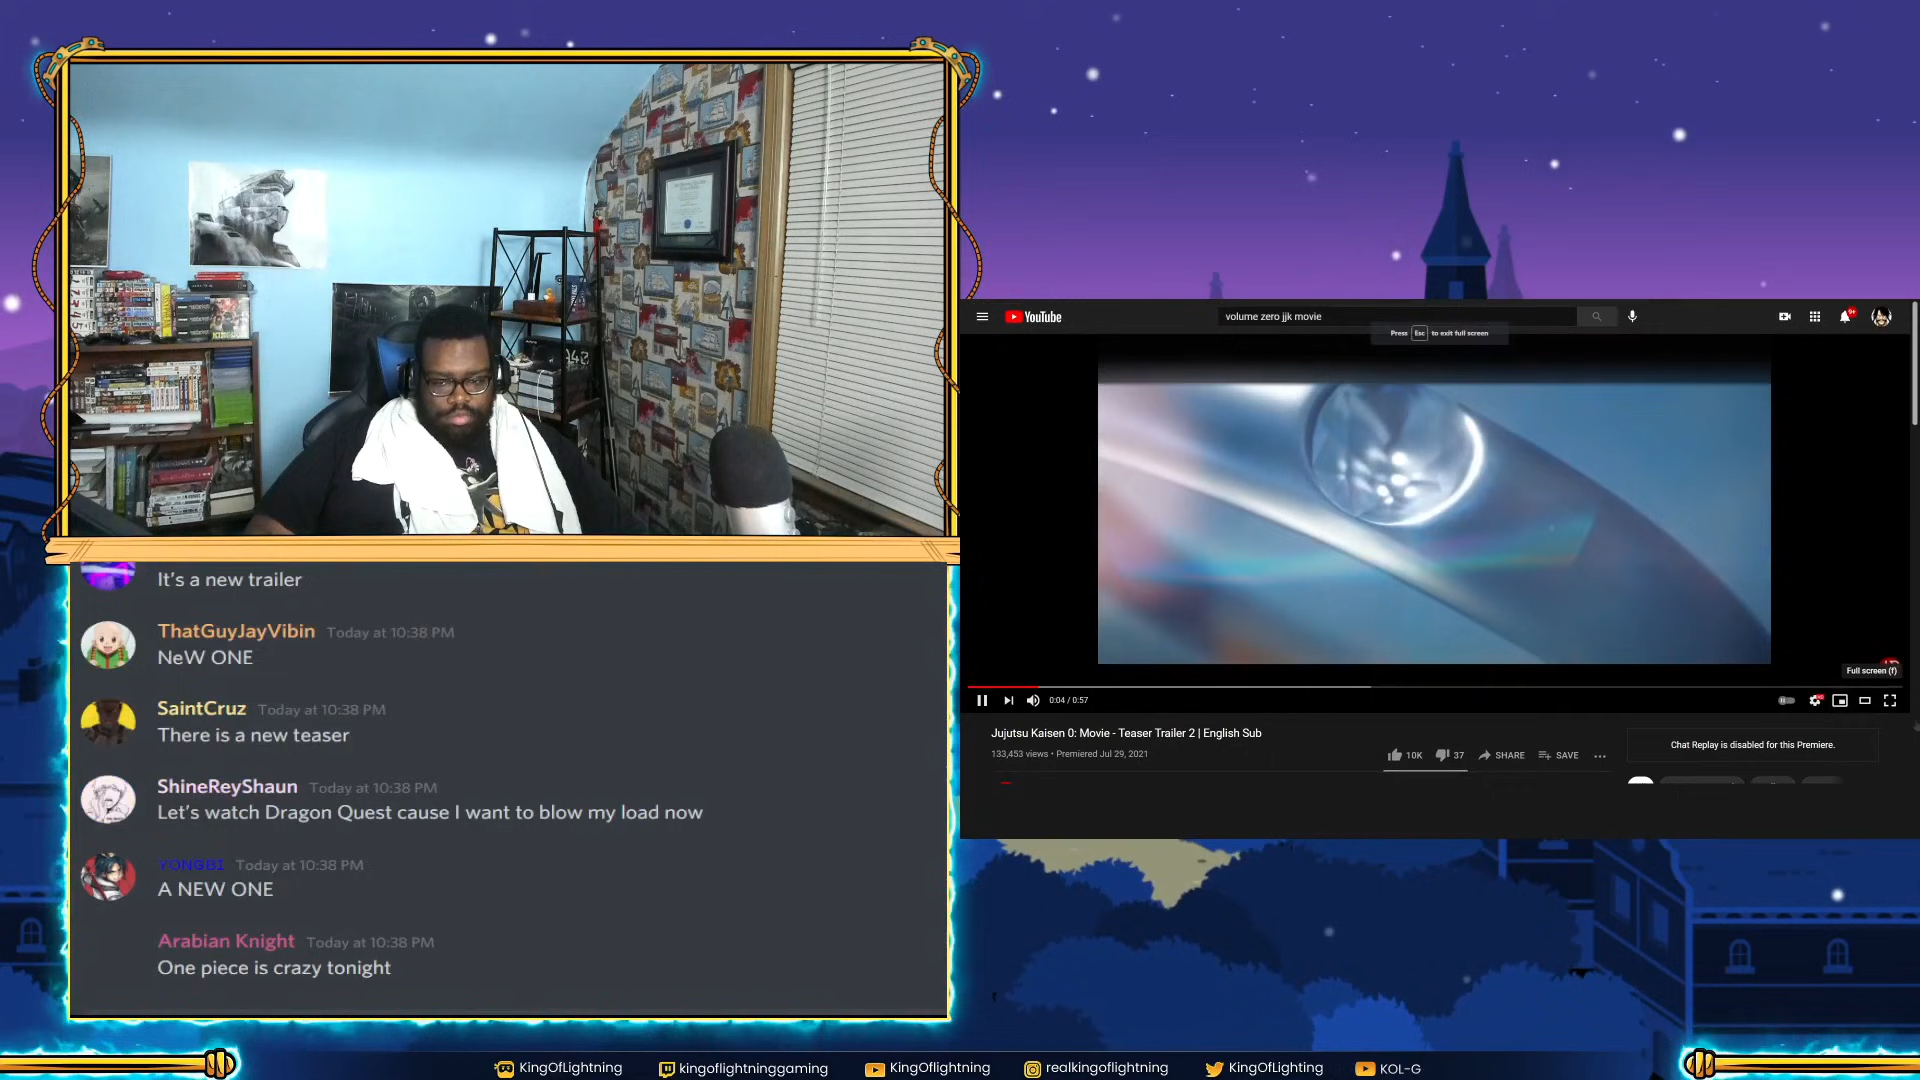 It's a new trailer
ThatGuyJayVibin Today at 10:38 PM
NeW ONE
SaintCruz Today at 10:38 PM
There is a new teaser
ShineReyShaun Today at 10:38 PM
Let's watch Dragon Quest cause I want to blow my load now
YONGBI Today at 10:38 PM
A NEW ONE
Arabian Knight Today at 10:38 PM
One piece is crazy tonight
YouTube
volume zero jjk movie
9+
Press Esc to exit full screen
Full screen (f)
0:04 / 0:57
Jujutsu Kaisen 0: Movie - Teaser Trailer 2 | English Sub
133,453 views • Premiered Jul 29, 2021
10K 37 SHARE SAVE
Chat Replay is disabled for this Premiere.
KingOfLightning kingoflightninggaming KingOflightning realkingoflightning KingOfLighting KOL-G